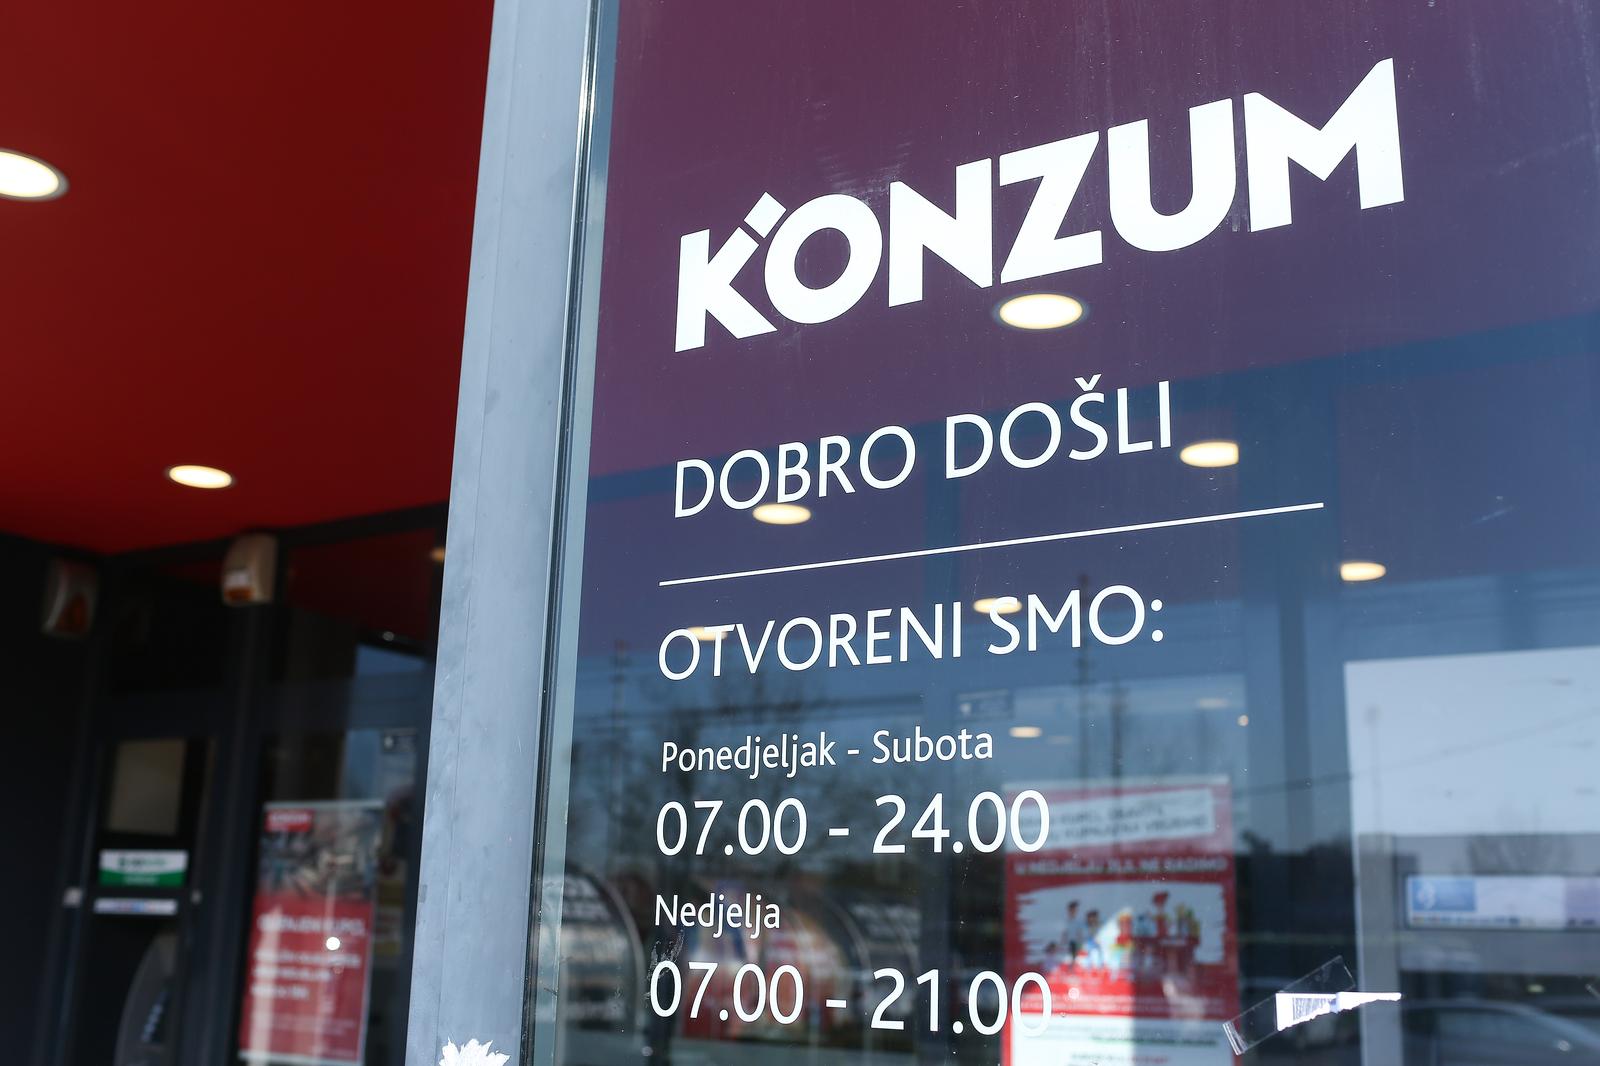 KONZUM
DOBRO DOŠLI
OTVORENI SMO:
Ponedjeljak - Subota
07.00 - 24.00
Nedjelja
07.00 - 21.00